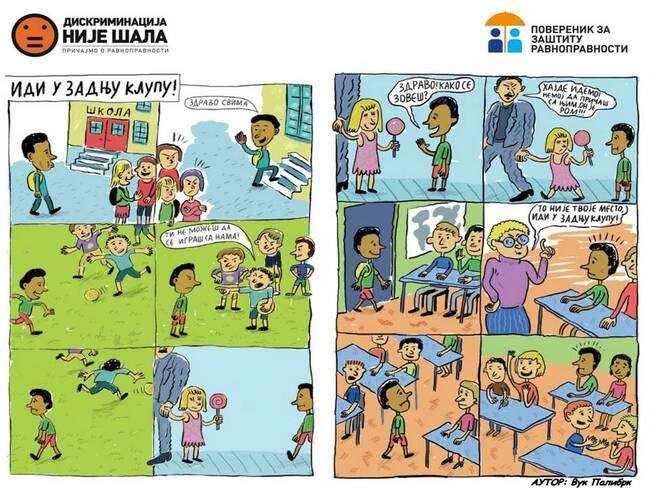 ДИСКРИМИНАЦИЈА
НИЈЕ ШАЛА
ПРИЧАЈМО О РАВНОПРАВНОСТИ
ПОВЕРЕНИК ЗА
ЗАШТИТУ
РАВНОПРАВНОСТИ
ИДИ У ЗАДЊУ КЛУПУ!
ШКОЛА
ЗДРАВО СВИМА
ТИ НЕ МОЖЕШ ДА
СЕ ИГРАШ СА НАМА!
ЗДРАВО! КАКО СЕ
ЗОВЕШ?
ХАЈДЕ ИДЕМО!
НЕМОЈ ДА ПРИЧАШ
СА ЊИМ. ОН ЈЕ
РОМ!!!
ТО НИЈЕ ТВОЈЕ МЕСТО,
ИДИ У ЗАДЊУ КЛУПУ!
АУТОР: Вук Палибрк